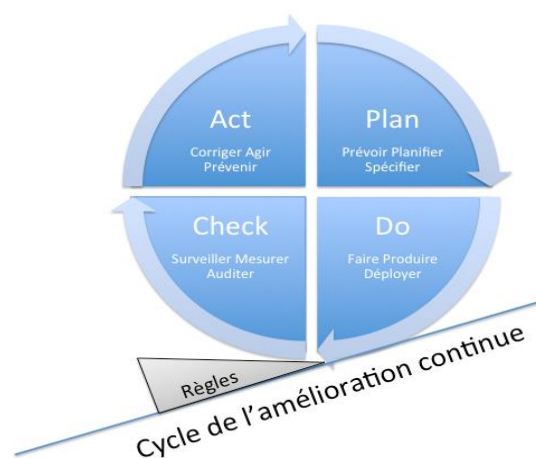 Act
Corriger Agir
Prévenir
Plan
Prévoir Planifier
Spécifier
Check
Surveiller Mesurer
Auditer
Do
Faire Produire
Déployer
Règles
Cycle de l’amélioration continue